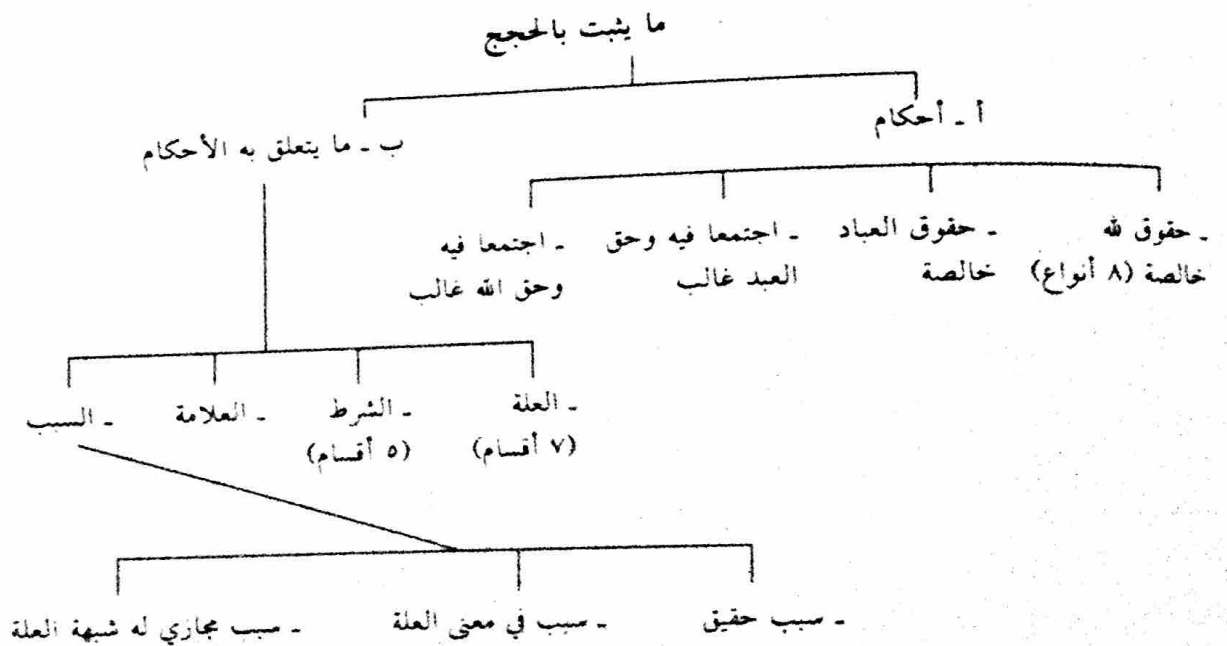 ما يثبت بالحجج
أ - أحكام
ب - ما يتعلق به الأحكام
- حقوق لله
خالصة (٨ أنواع)
- حقوق العباد
خالصة
- اجتمعا فيه وحق
العبد غالب
- اجتمعا فيه
وحق الله غالب
- العلة
(٧ أقسام)
- الشرط
(٥ أقسام)
- العلامة
- السبب
- سبب حقيق
- سبب في معنى العلة
- سبب مجازي له شبهة العلة